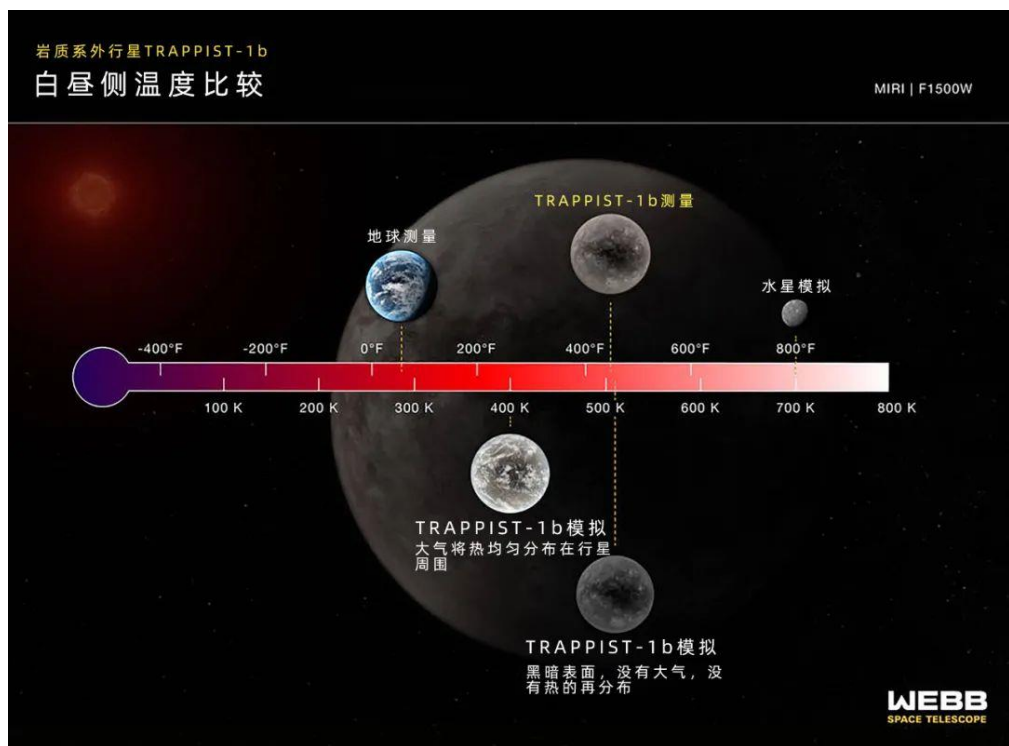 岩质系外行星TRAPPIST-1b
白昼侧温度比较
MIRI | F1500W
TRAPPIST-1b测量
地球测量
水星模拟
-400°F -200°F 0°F 200°F 400°F 600°F 800°F
100 K 200 K 300 K 400 K 500 K 600 K 700 K 800 K
TRAPPIST-1b模拟
大气将热均匀分布在行星
周围
TRAPPIST-1b模拟
黑暗表面，没有大气，没
有热的再分布
WEBB
SPACE TELESCOPE